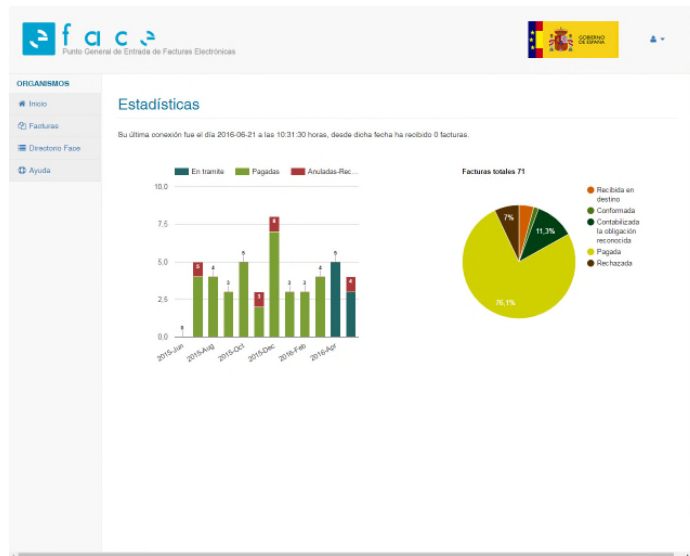 face
Punto General de Entrada de Facturas Electrónicas
GOBIERNO
DE ESPAÑA
ORGANISMOS
Inicio
Facturas
Directorio Face
Ayuda
Estadísticas
Su última conexión fue el día 2016-06-21 a las 10:31:30 horas, desde dicha fecha ha recibido 0 facturas.
En tramite Pagadas Anuladas-Rec...
10.0
7.5
5.0
2.5
0.0
0 5 4 3 5 3 8 3 3 4 5 4
2015-Jun 2015-Aug 2015-Oct 2015-Dec 2016-Feb 2016-Apr
Facturas totales 71
7%
11,3%
76,1%
Recibida en
destino
Conformada
Contabilizada
la obligación
reconocida
Pagada
Rechazada